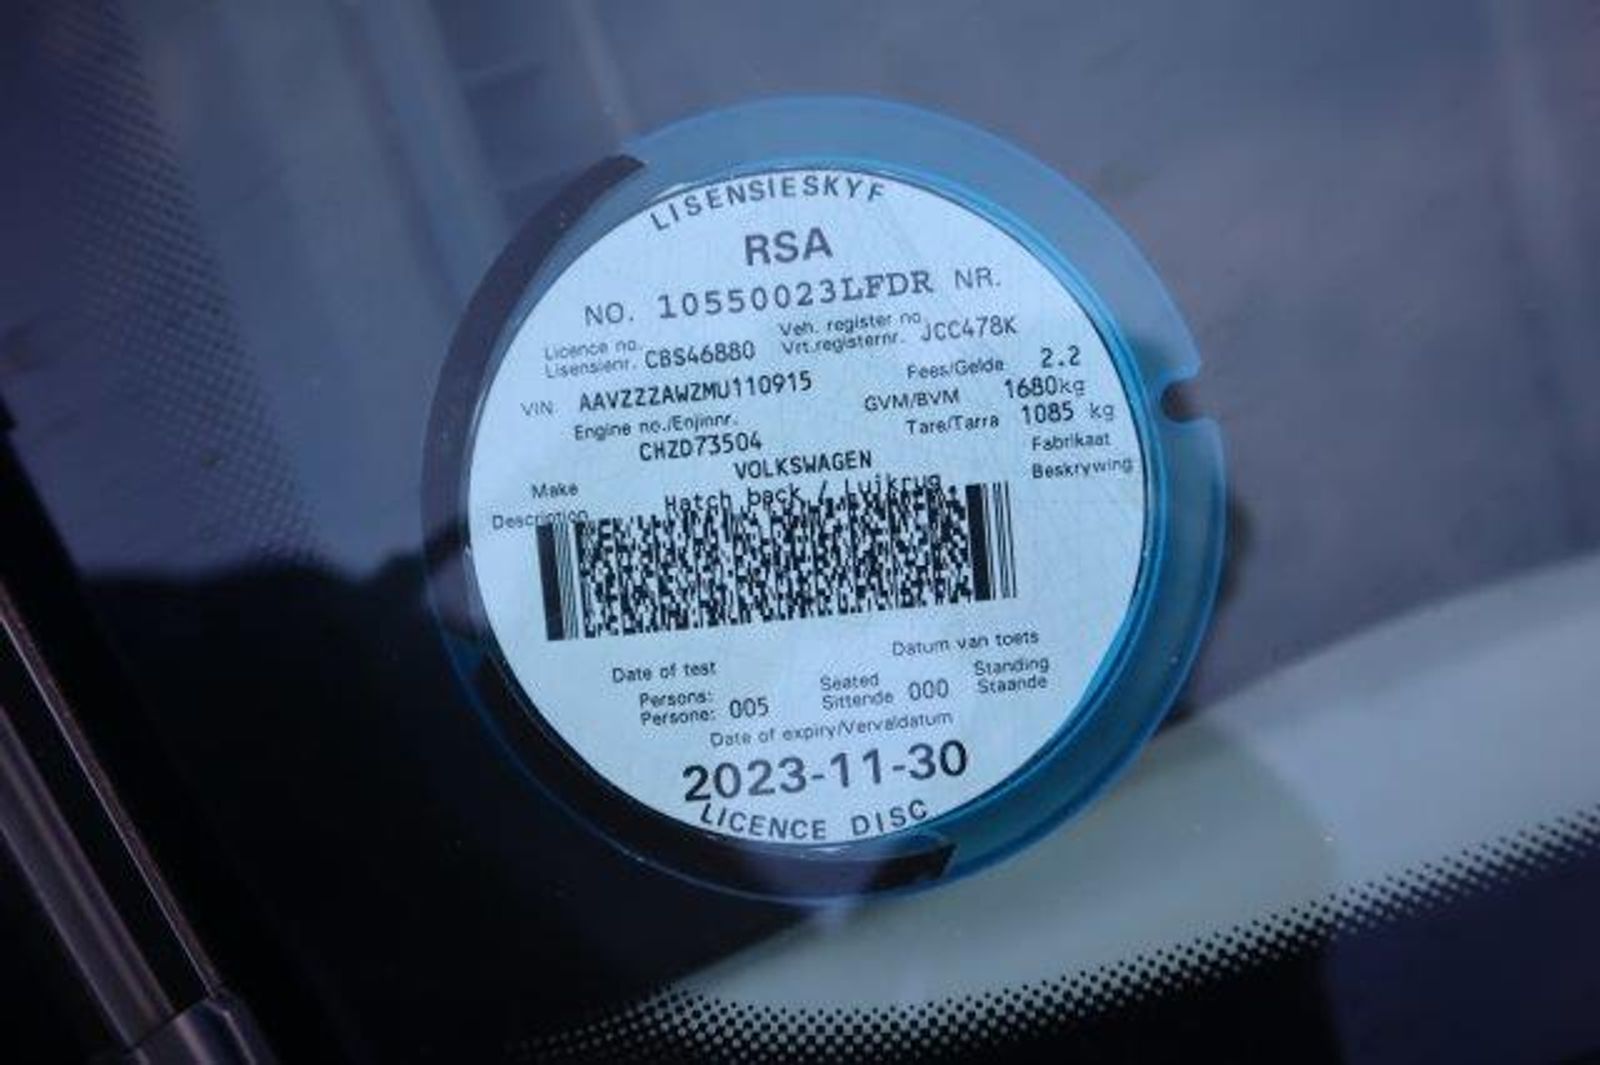 LISENSIESKYF
RSA
NO. 10550023LFDR NR.
Licence no. Lisensienr. CBS46880 Veh. register no. Vrt.registernr. JCC478K
VIN: AAVZZZAWZMU110915 Fees/Gelde 2.2
Engine no./Enjinnr. GVM/BVM 1680kg
CHZD73504 Tare/Tarra 1085 kg
Make VOLKSWAGEN Fabrikaat
Description Hatch back / Luikrug Beskrywing
Date of test Datum van toets
Persons: Persone: 005 Seated Sittende 000 Standing Staande
Date of expiry/Vervaldatum
2023-11-30
LICENCE DISC